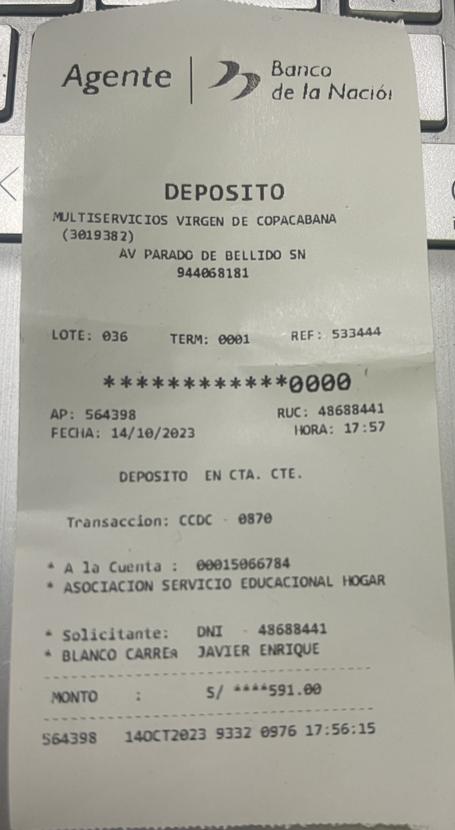 Agente | Banco
de la Nació
DEPOSITO
MULTISERVICIOS VIRGEN DE COPACABANA
(3019382)
AV PARADO DE BELLIDO SN
944068181
LOTE: 036 TERM: 0001 REF: 533444
************0000
AP: 564398 RUC: 48688441
FECHA: 14/10/2023 HORA: 17:57
DEPOSITO EN CTA. CTE.
Transaccion: CCDC - 0870
* A la Cuenta : 00015066784
* ASOCIACION SERVICIO EDUCACIONAL HOGAR
* Solicitante: DNI - 48688441
* BLANCO CARREA JAVIER ENRIQUE
MONTO : S/ ****591.00
564398 14OCT2023 9332 0976 17:56:15